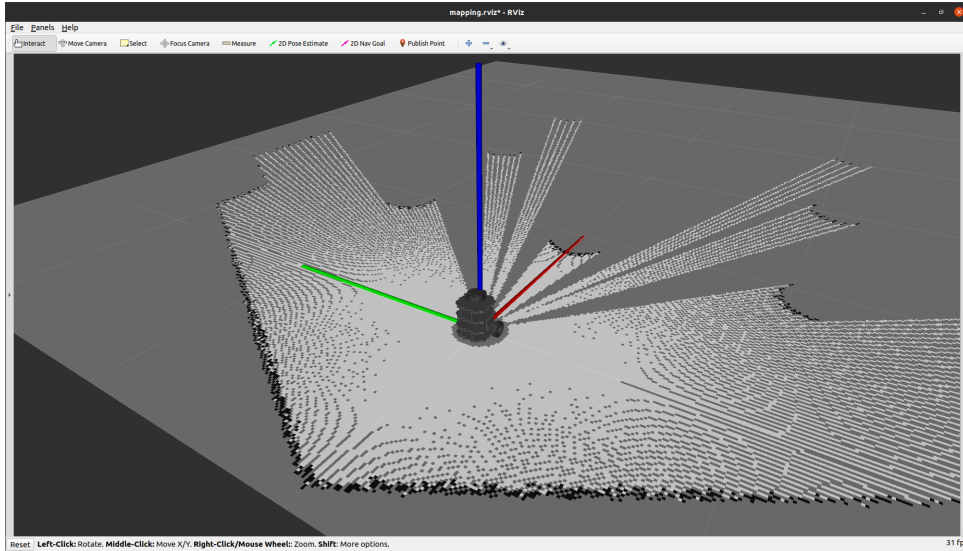 mapping.rviz* - RViz
File Panels Help
Interact Move Camera Select Focus Camera Measure 2D Pose Estimate 2D Nav Goal Publish Point
Reset Left-Click: Rotate. Middle-Click: Move X/Y. Right-Click/Mouse Wheel:: Zoom. Shift: More options. 31 fp